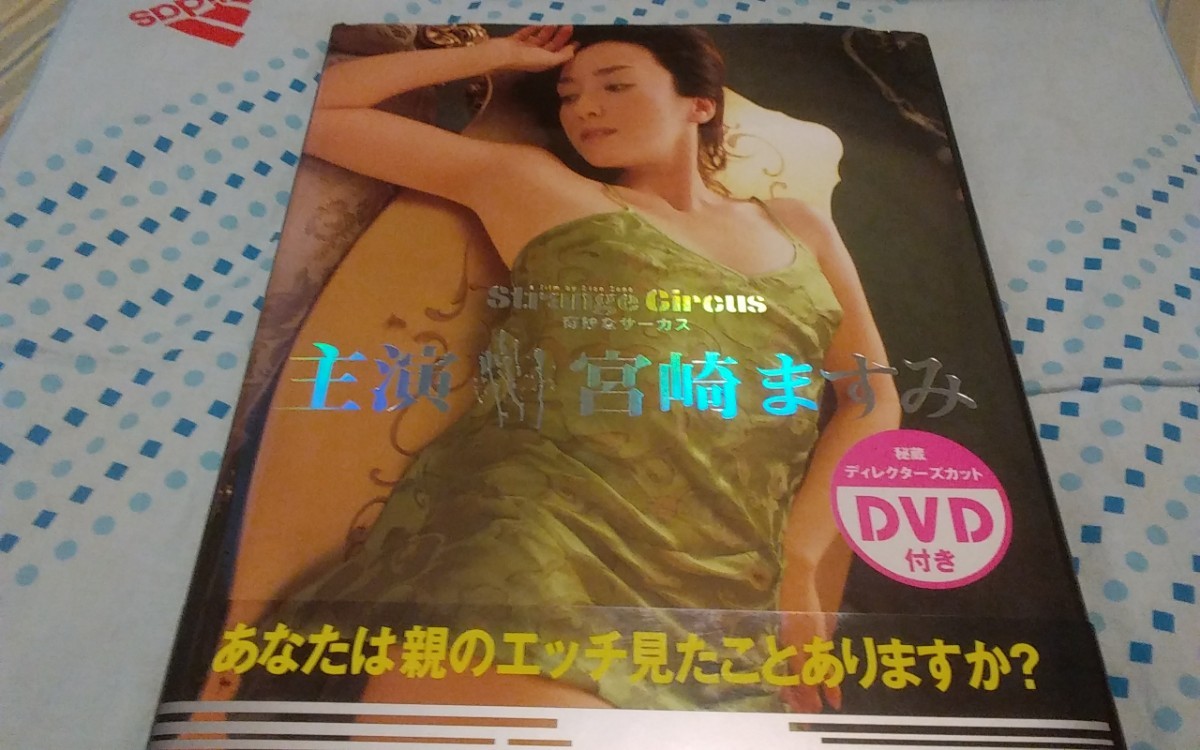 adidas
a film by Sion Sono
Strange Circus
奇妙なサーカス
主演 宮崎ますみ
秘蔵
ディレクターズカット
DVD
付き
あなたは親のエッチ見たことありますか?